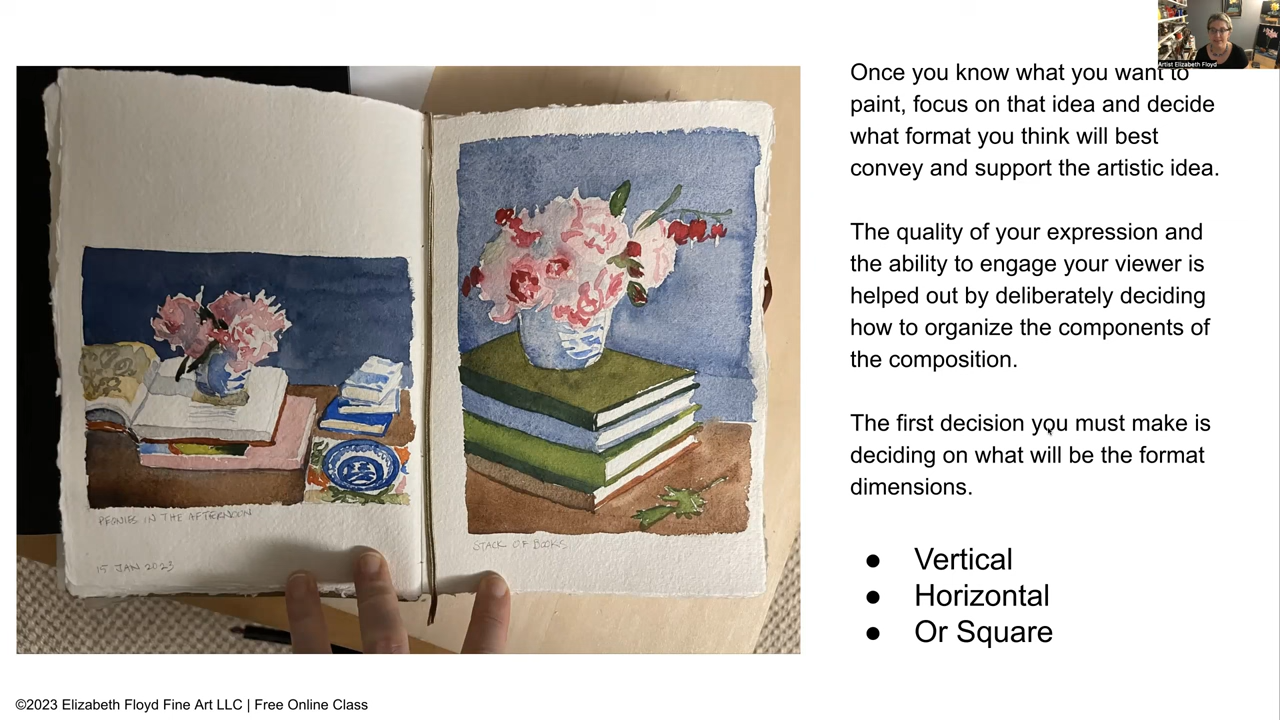 Artist Elizabeth Floyd
Once you know what you want to
paint, focus on that idea and decide
what format you think will best
convey and support the artistic idea.
The quality of your expression and
the ability to engage your viewer is
helped out by deliberately deciding
how to organize the components of
the composition.
The first decision you must make is
deciding on what will be the format
dimensions.
● Vertical
● Horizontal
● Or Square
PEONIES IN THE AFTERNOON
15 JAN 2023
STACK OF BOOKS
©2023 Elizabeth Floyd Fine Art LLC | Free Online Class